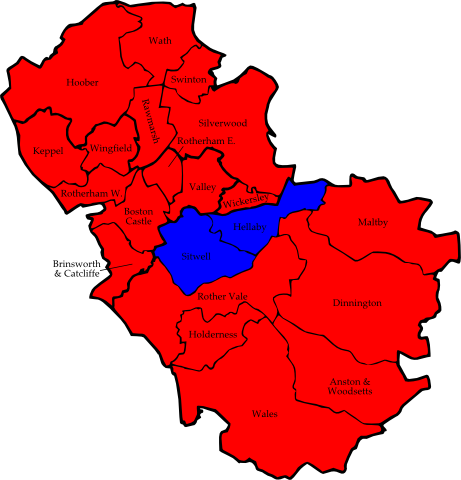 Wath
Hoober
Swinton
Rawmarsh
Silverwood
Rotherham E.
Keppel
Wingfield
Rotherham W.
Valley
Wickersley
Boston
Castle
Maltby
Hellaby
Sitwell
Brinsworth
& Catcliffe
Rother Vale
Dinnington
Holderness
Anston &
Woodsetts
Wales